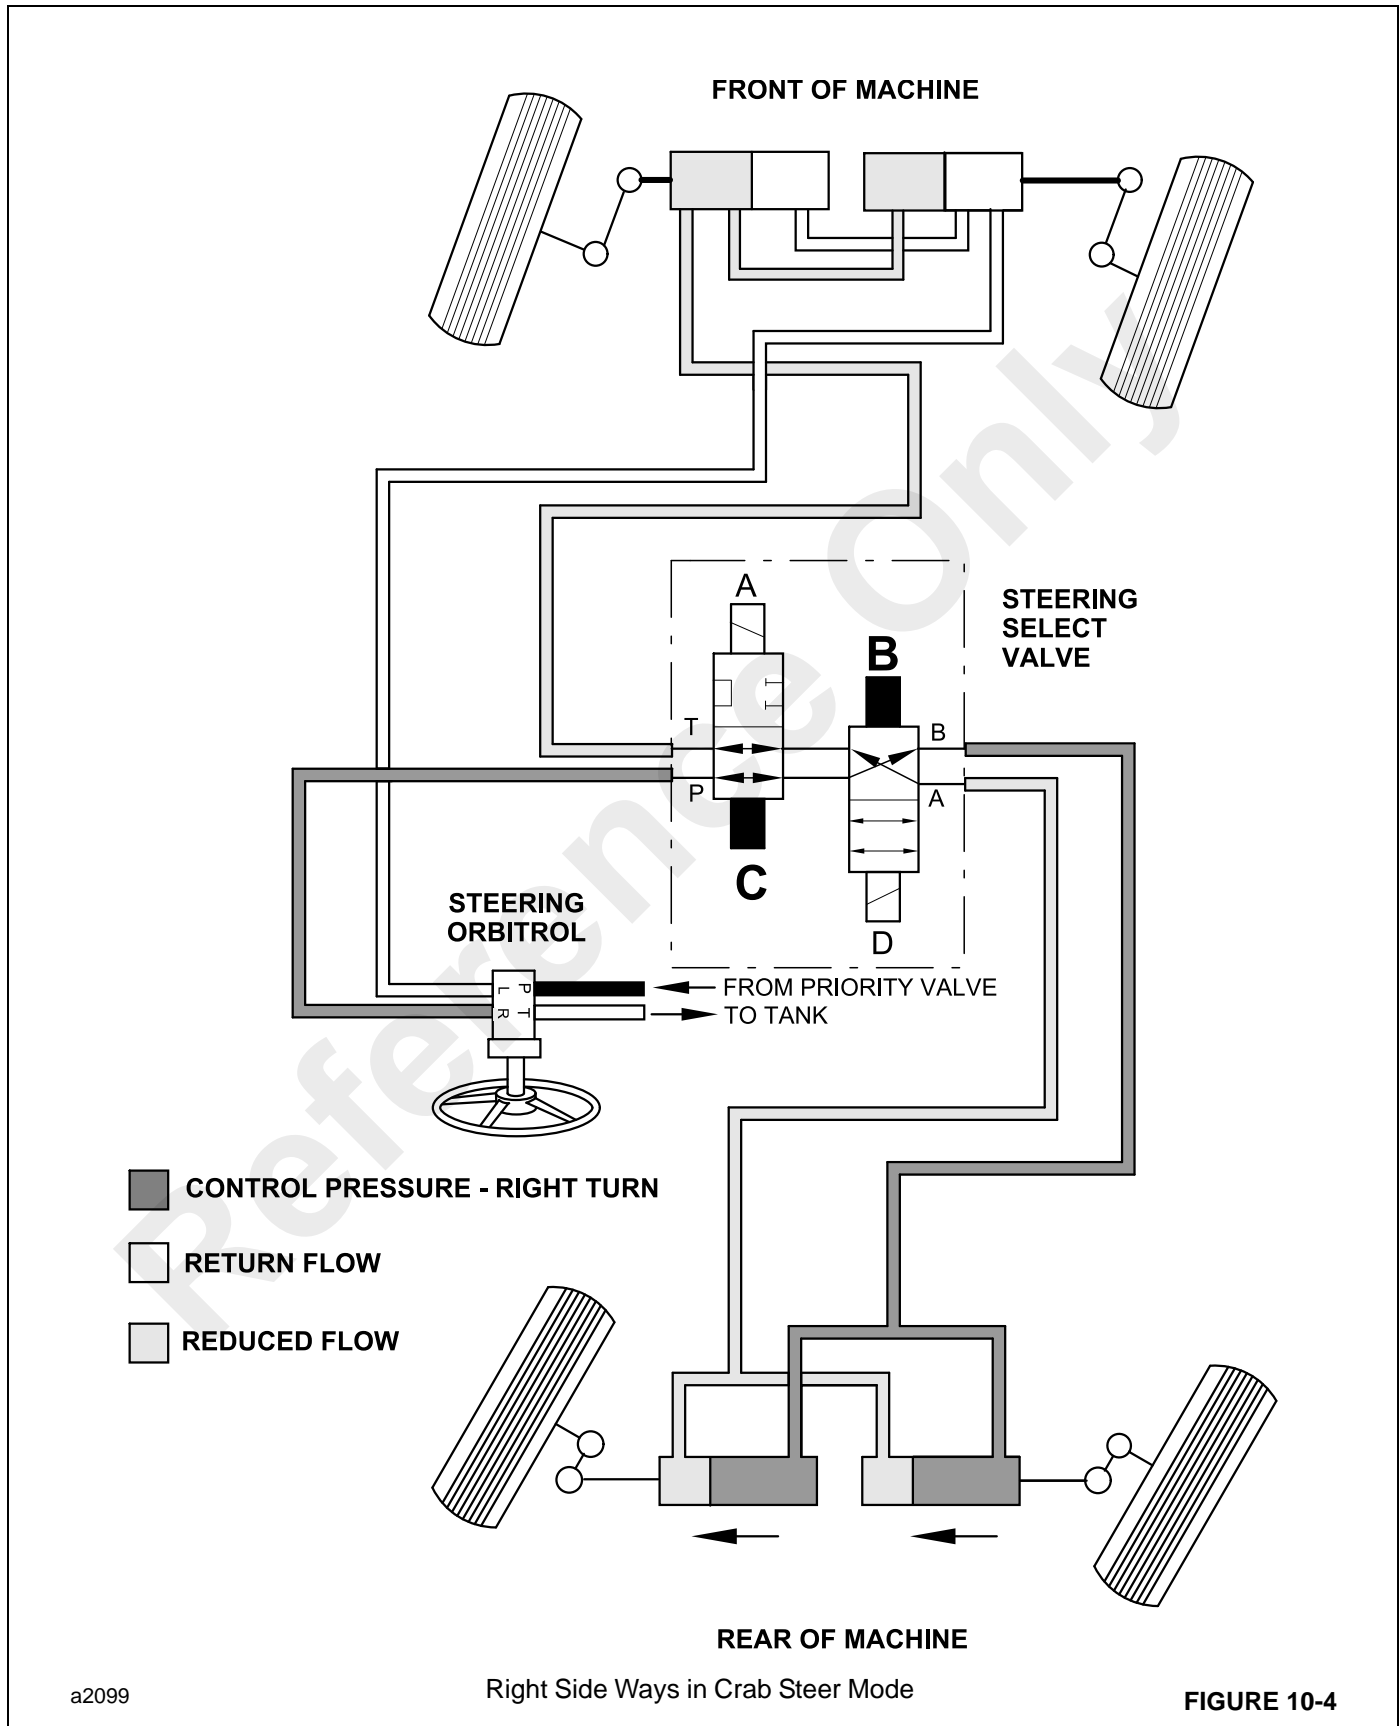 FRONT OF MACHINE
A
STEERING
SELECT
VALVE
B
T
B
P
A
C
STEERING
ORBITROL
D
P
L
FROM PRIORITY VALVE
T
R
TO TANK
CONTROL PRESSURE - RIGHT TURN
RETURN FLOW
REDUCED FLOW
REAR OF MACHINE
a2099
Right Side Ways in Crab Steer Mode
FIGURE 10-4
Reference Only